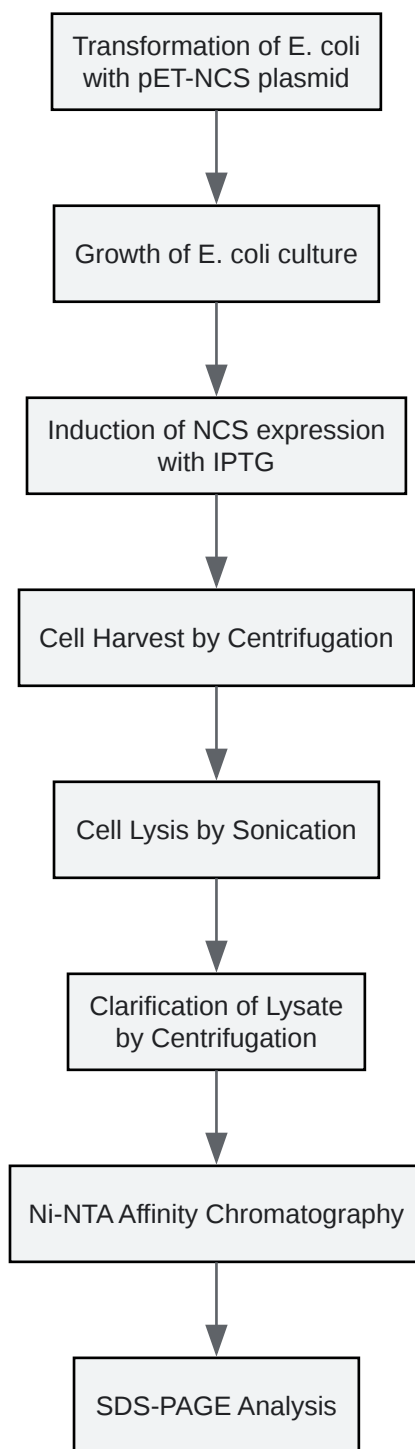 Transformation of E. coli
with pET-NCS plasmid
Growth of E. coli culture
Induction of NCS expression
with IPTG
Cell Harvest by Centrifugation
Cell Lysis by Sonication
Clarification of Lysate
by Centrifugation
Ni-NTA Affinity Chromatography
SDS-PAGE Analysis